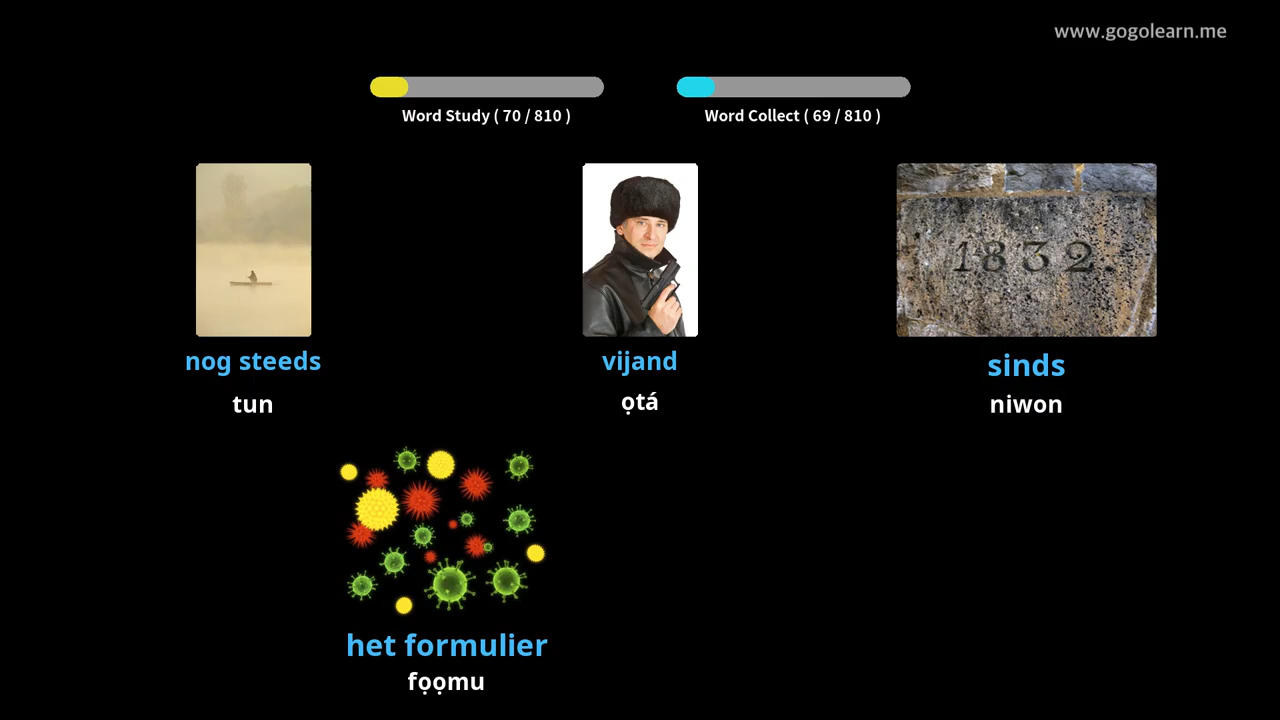 www.gogolearn.me
Word Study ( 70 / 810 )
Word Collect ( 69 / 810 )
1832.
nog steeds
vijand
sinds
tun
ọtá
niwon
het formulier
fọọmu